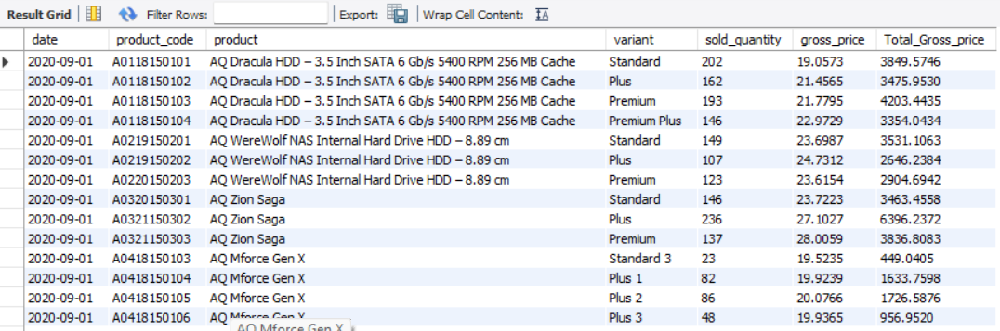 Result Grid Filter Rows: Export: Wrap Cell Content: IA
date product_code product variant sold_quantity gross_price Total_Gross_price
2020-09-01 A0118150101 AQ Dracula HDD – 3.5 Inch SATA 6 Gb/s 5400 RPM 256 MB Cache Standard 202 19.0573 3849.5746
2020-09-01 A0118150102 AQ Dracula HDD – 3.5 Inch SATA 6 Gb/s 5400 RPM 256 MB Cache Plus 162 21.4565 3475.9530
2020-09-01 A0118150103 AQ Dracula HDD – 3.5 Inch SATA 6 Gb/s 5400 RPM 256 MB Cache Premium 193 21.7795 4203.4435
2020-09-01 A0118150104 AQ Dracula HDD – 3.5 Inch SATA 6 Gb/s 5400 RPM 256 MB Cache Premium Plus 146 22.9729 3354.0434
2020-09-01 A0219150201 AQ WereWolf NAS Internal Hard Drive HDD – 8.89 cm Standard 149 23.6987 3531.1063
2020-09-01 A0219150202 AQ WereWolf NAS Internal Hard Drive HDD – 8.89 cm Plus 107 24.7312 2646.2384
2020-09-01 A0220150203 AQ WereWolf NAS Internal Hard Drive HDD – 8.89 cm Premium 123 23.6154 2904.6942
2020-09-01 A0320150301 AQ Zion Saga Standard 146 23.7223 3463.4558
2020-09-01 A0321150302 AQ Zion Saga Plus 236 27.1027 6396.2372
2020-09-01 A0321150303 AQ Zion Saga Premium 137 28.0059 3836.8083
2020-09-01 A0418150103 AQ Mforce Gen X Standard 3 23 19.5235 449.0405
2020-09-01 A0418150104 AQ Mforce Gen X Plus 1 82 19.9239 1633.7598
2020-09-01 A0418150105 AQ Mforce Gen X Plus 2 86 20.0766 1726.5876
2020-09-01 A0418150106 AQ Mforce Gen X Plus 3 48 19.9365 956.9520
AQ Mforce Gen X